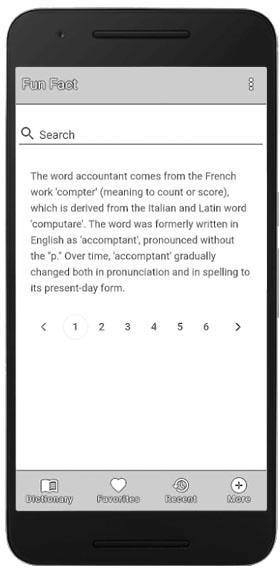 Fun Fact
Search
The word accountant comes from the French
work 'compter' (meaning to count or score),
which is derived from the Italian and Latin word
'computare'. The word was formerly written in
English as 'accomptant', pronounced without
the "p." Over time, 'accomptant' gradually
changed both in pronunciation and in spelling to
its present-day form.
1 2 3 4 5 6
Dictionary Favorites Recent More